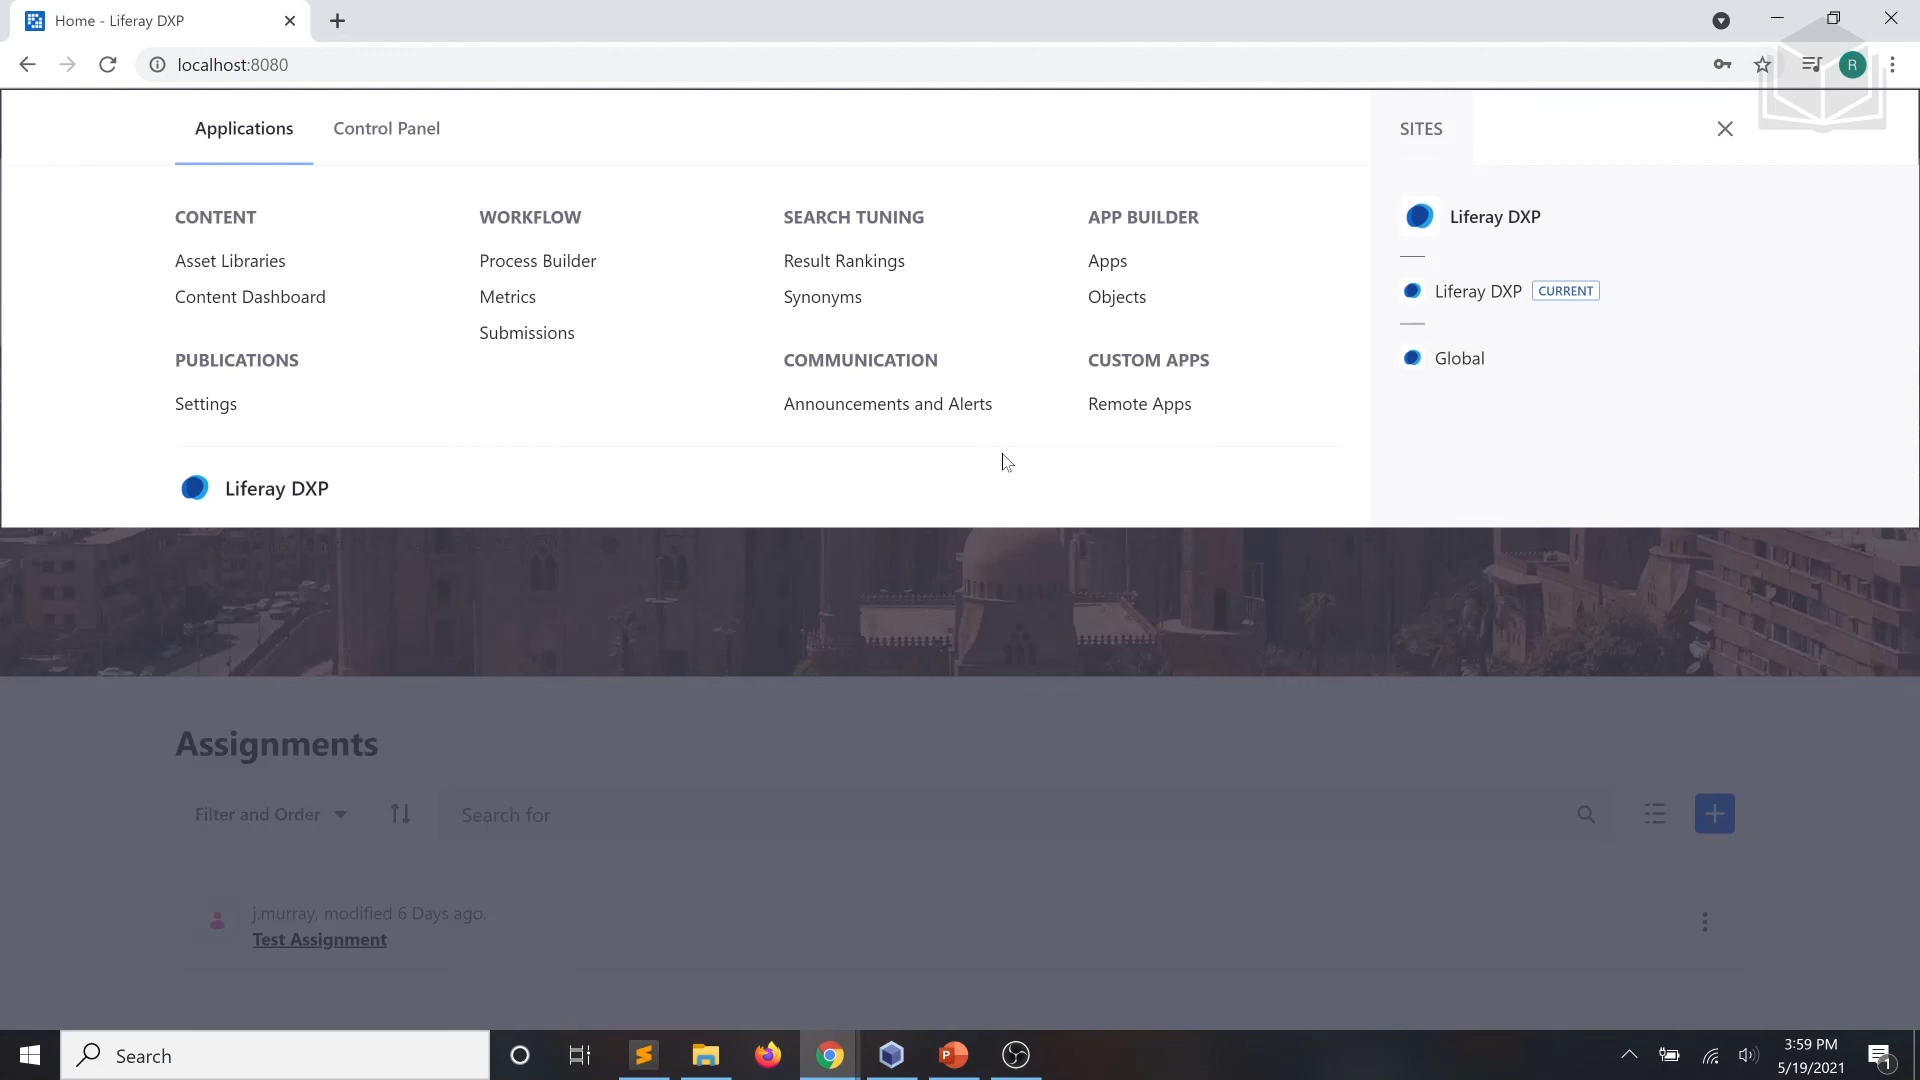 Home - Liferay DXP
localhost:8080
R
Applications
Control Panel
SITES
CONTENT
WORKFLOW
SEARCH TUNING
APP BUILDER
Liferay DXP
Asset Libraries
Process Builder
Result Rankings
Apps
Content Dashboard
Metrics
Synonyms
Objects
Liferay DXP CURRENT
Submissions
PUBLICATIONS
COMMUNICATION
CUSTOM APPS
Global
Settings
Announcements and Alerts
Remote Apps
Liferay DXP
Assignments
Filter and Order
Search for
j.murray, modified 6 Days ago.
Test Assignment
Search
P
3:59 PM
5/19/2021
1